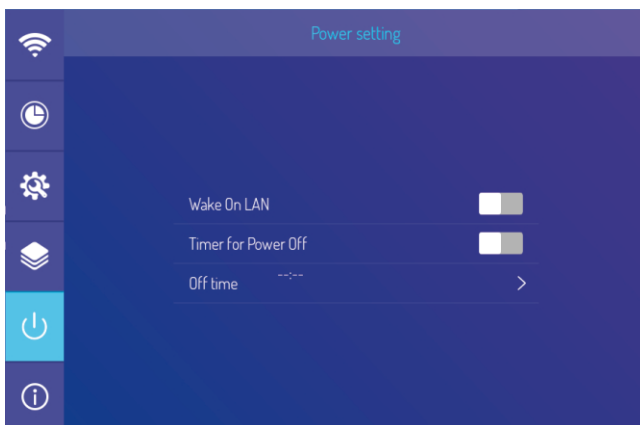 Power setting
Wake On LAN
Timer for Power Off
Off time --:--